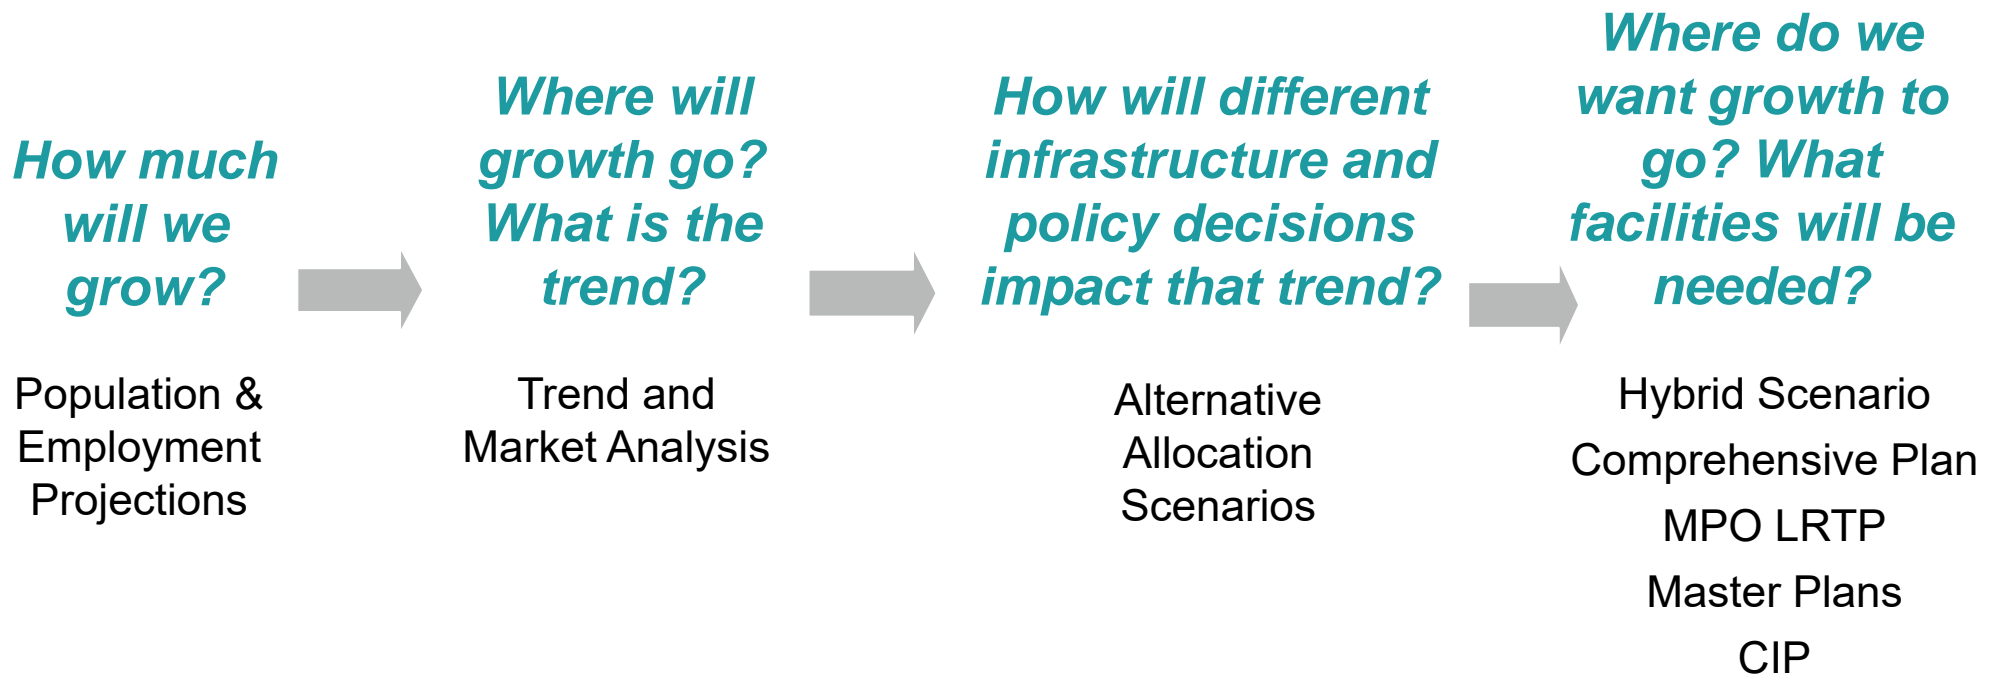 How much
will we
grow?
Population &
Employment
Projections
Where will
growth go?
What is the
trend?
Trend and
Market Analysis
How will different
infrastructure and
policy decisions
impact that trend?
Alternative
Allocation
Scenarios
Where do we
want growth to
go? What
facilities will be
needed?
Hybrid Scenario
Comprehensive Plan
MPO LRTP
Master Plans
CIP